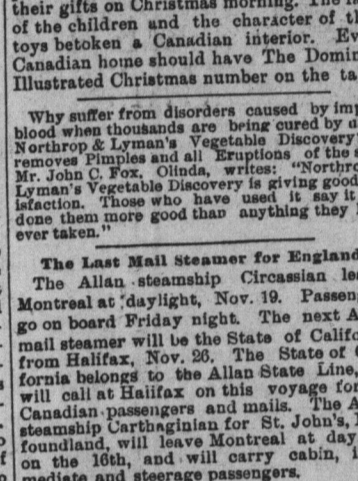 their gifts on Christmas morning. The
of the children and the character of
toys betoken a Canadian interior.
Canadian home should have The Domin
Illustrated Christmas number on the ta
Why suffer from disorders caused by im
blood when thousands are being cured by
Northrop & Lyman's Vegetable Discovery
removes Pimples and all Eruptions of the
Mr. John C. Fox. Olinda, writes: "Northro
Lyman's Vegetable Discovery is giving good
isfaction. Those who have used it say it
done them more good than anything they
ever taken."
The Last Mail Steamer for England
The Allan steamship Circassian le
Montreal at daylight, Nov. 19. Passen
go on board Friday night. The next A
mail steamer will be the State of Califo
from Halifax, Nov. 26. The State of
fornia belongs to the Allan State Line,
will call at Halifax on this voyage for
Canadian passengers and mails. The A
steamship Carthaginian for St. John's,
foundland, will leave Montreal at day
on the 16th, and will carry cabin, i
mediate and steerage passengers.